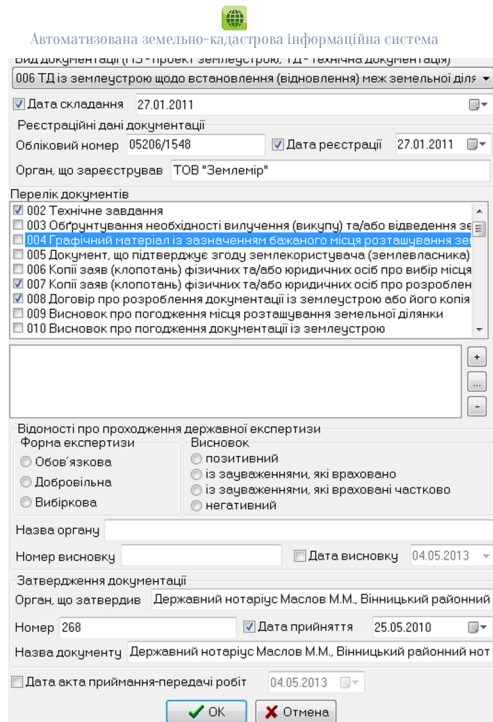 Автоматизована земельно-кадастрова інформаційна система
Вид документації (ПЗ - проект землеустрою, ТД - технічна документація)
006 ТД із землеустрою щодо встановлення (відновлення) меж земельної діля
Дата складання 27.01.2011
Реєстраційні дані документації
Обліковий номер 05206/1548 Дата реєстрації 27.01.2011
Орган, що зареєстрував ТОВ "Землемір"
Перелік документів
002 Технічне завдання
003 Обґрунтування необхідності вилучення (викупу) та/або відведення зе
004 Графічний матеріал із зазначенням бажаного місця розташування зе
005 Документ, що підтверджує згоду землекористувача (землевласника)
006 Копії заяв (клопотань) фізичних та/або юридичних осіб про вибір місця
007 Копії заяв (клопотань) фізичних та/або юридичних осіб про розроблен
008 Договір про розроблення документації із землеустрою або його копія
009 Висновок про погодження місця розташування земельної ділянки
010 Висновок про погодження документації із землеустрою
+
...
-
Відомості про проходження державної експертизи
Форма експертизи Висновок
Обов'язкова
Добровільна
Вибіркова
позитивний
із зауваженнями, які враховано
із зауваженнями, які враховані частково
негативний
Назва органу
Номер висновку Дата висновку 04.05.2013
Затвердження документації
Орган, що затвердив Державний нотаріус Маслов М.М., Вінницький районний
Номер 268 Дата прийняття 25.05.2010
Назва документу Державний нотаріус Маслов М.М., Вінницький районний нот
Дата акта приймання-передачі робіт 04.05.2013
OK Отмена